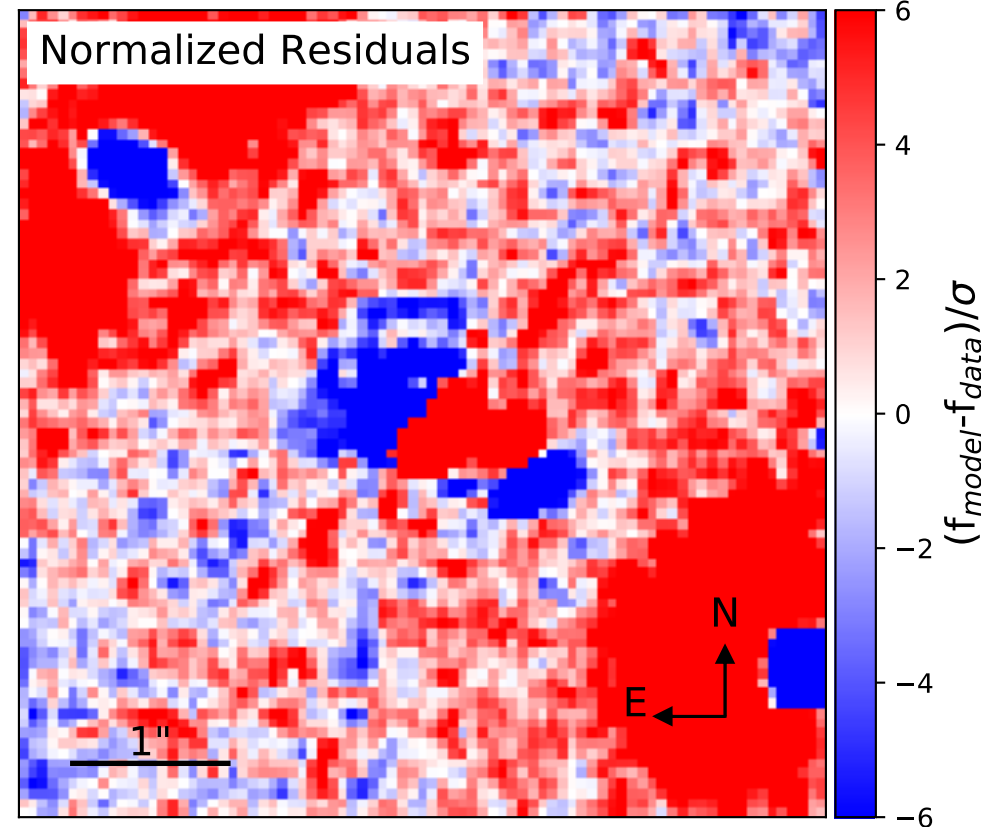 Normalized Residuals
N
E
1"
6
4
2
0
−2
−4
−6
(f_model-f_data)/σ